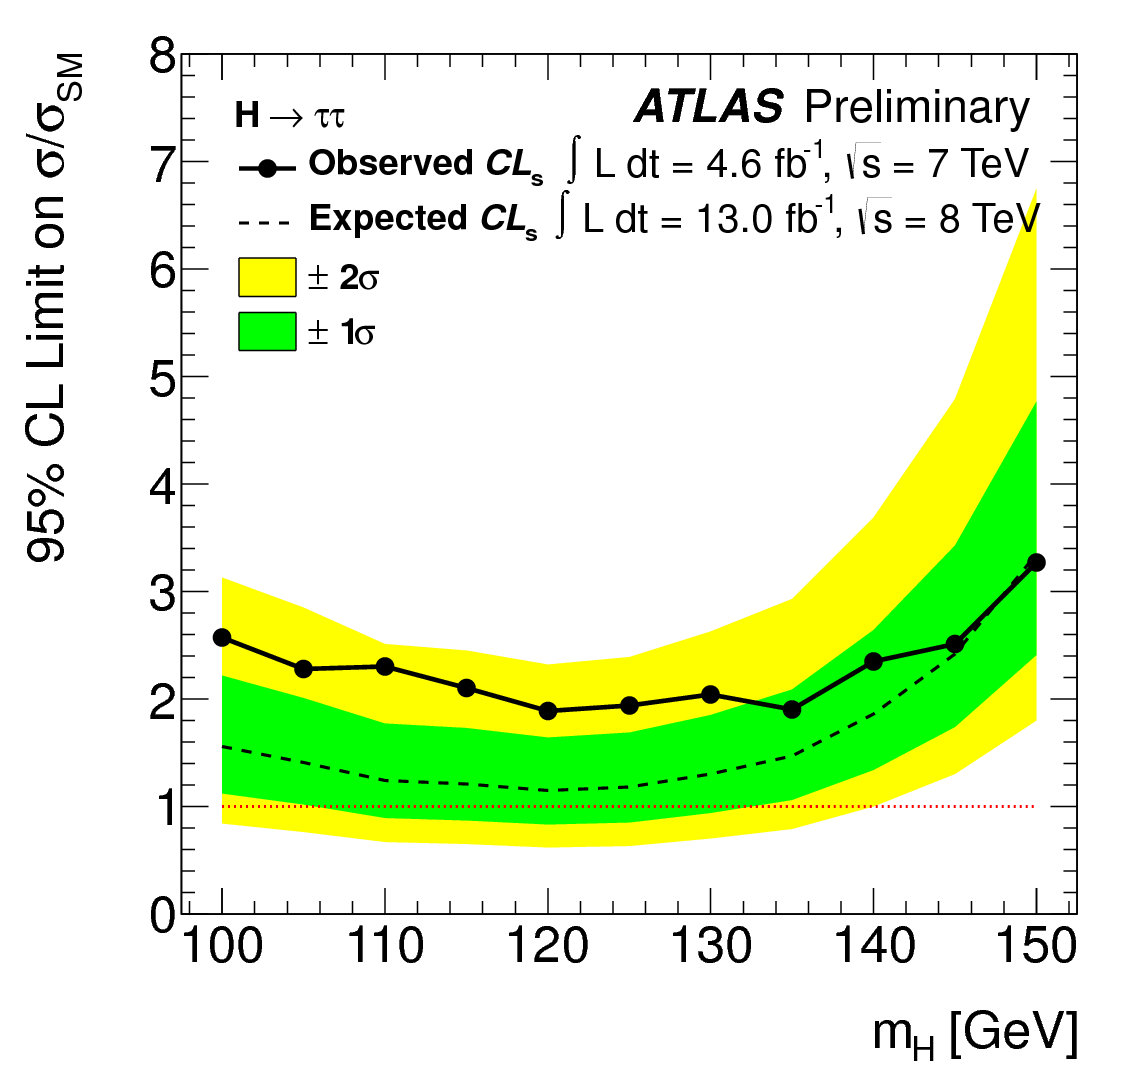 95% CL Limit on σ/σSM
8
7
6
5
4
3
2
1
0
ATLAS Preliminary
H → ττ
Observed CLs ∫ L dt = 4.6 fb-1, √s = 7 TeV
Expected CLs ∫ L dt = 13.0 fb-1, √s = 8 TeV
± 2σ
± 1σ
100 110 120 130 140 150
mH [GeV]